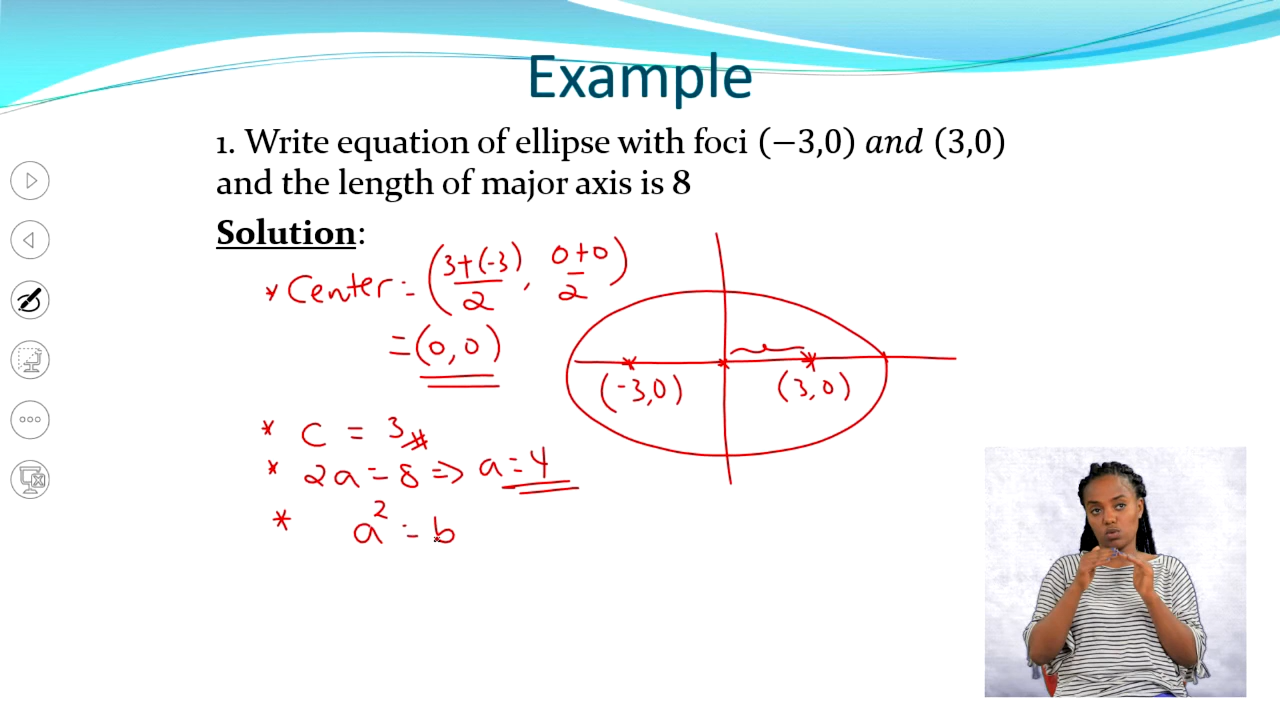 Example
1. Write equation of ellipse with foci (−3,0) and (3,0)
and the length of major axis is 8
Solution:
* Center = (3+(-3)/2, 0+0/2)
= (0,0)
(-3,0) (3,0)
* c = 3
* 2a = 8 => a = 4
* a² = b